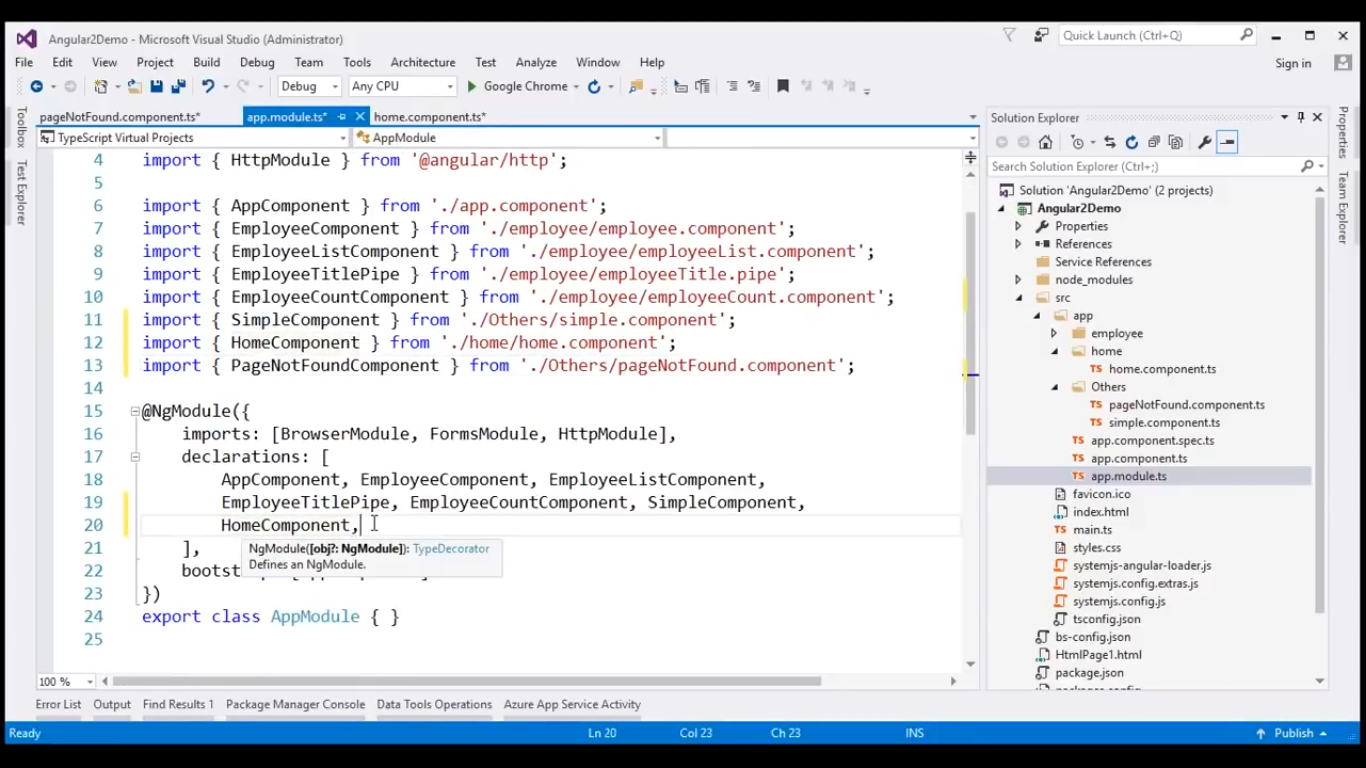 Angular2Demo - Microsoft Visual Studio (Administrator)
Quick Launch (Ctrl+Q)
File Edit View Project Build Debug Team Tools Architecture Test Analyze Window Help
Sign in
Debug Any CPU Google Chrome
pageNotFound.component.ts* app.module.ts* home.component.ts*
TypeScript Virtual Projects AppModule
Toolbox
Test Explorer
4 import { HttpModule } from '@angular/http';
5
6 import { AppComponent } from './app.component';
7 import { EmployeeComponent } from './employee/employee.component';
8 import { EmployeeListComponent } from './employee/employeeList.component';
9 import { EmployeeTitlePipe } from './employee/employeeTitle.pipe';
10 import { EmployeeCountComponent } from './employee/employeeCount.component';
11 import { SimpleComponent } from './Others/simple.component';
12 import { HomeComponent } from './home/home.component';
13 import { PageNotFoundComponent } from './Others/pageNotFound.component';
14
15 @NgModule({
16 imports: [BrowserModule, FormsModule, HttpModule],
17 declarations: [
18 AppComponent, EmployeeComponent, EmployeeListComponent,
19 EmployeeTitlePipe, EmployeeCountComponent, SimpleComponent,
20 HomeComponent,
21 ],
NgModule([obj?: NgModule]): TypeDecorator
Defines an NgModule.
22 bootst
23 })
24 export class AppModule { }
25
100 %
Solution Explorer
Search Solution Explorer (Ctrl+;)
Solution 'Angular2Demo' (2 projects)
Angular2Demo
Properties
References
Service References
node_modules
src
app
employee
home
home.component.ts
Others
pageNotFound.component.ts
simple.component.ts
app.component.spec.ts
app.component.ts
app.module.ts
favicon.ico
index.html
main.ts
styles.css
systemjs-angular-loader.js
systemjs.config.extras.js
systemjs.config.js
tsconfig.json
bs-config.json
HtmlPage1.html
package.json
Properties
Team Explorer
Error List Output Find Results 1 Package Manager Console Data Tools Operations Azure App Service Activity
Ready Ln 20 Col 23 Ch 23 INS Publish